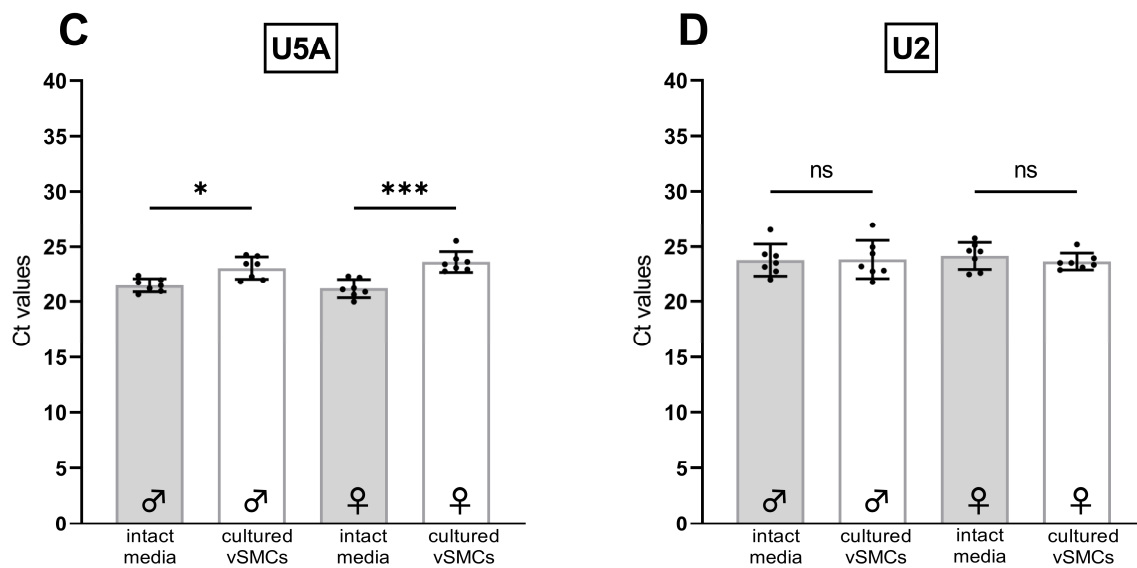 C
U5A
Ct values
40
35
30
25
20
15
10
5
0
*
***
♂ ♂ ♀ ♀
intact cultured intact cultured
media vSMCs media vSMCs
D
U2
Ct values
40
35
30
25
20
15
10
5
0
ns
ns
♂ ♂ ♀ ♀
intact cultured intact cultured
media vSMCs media vSMCs